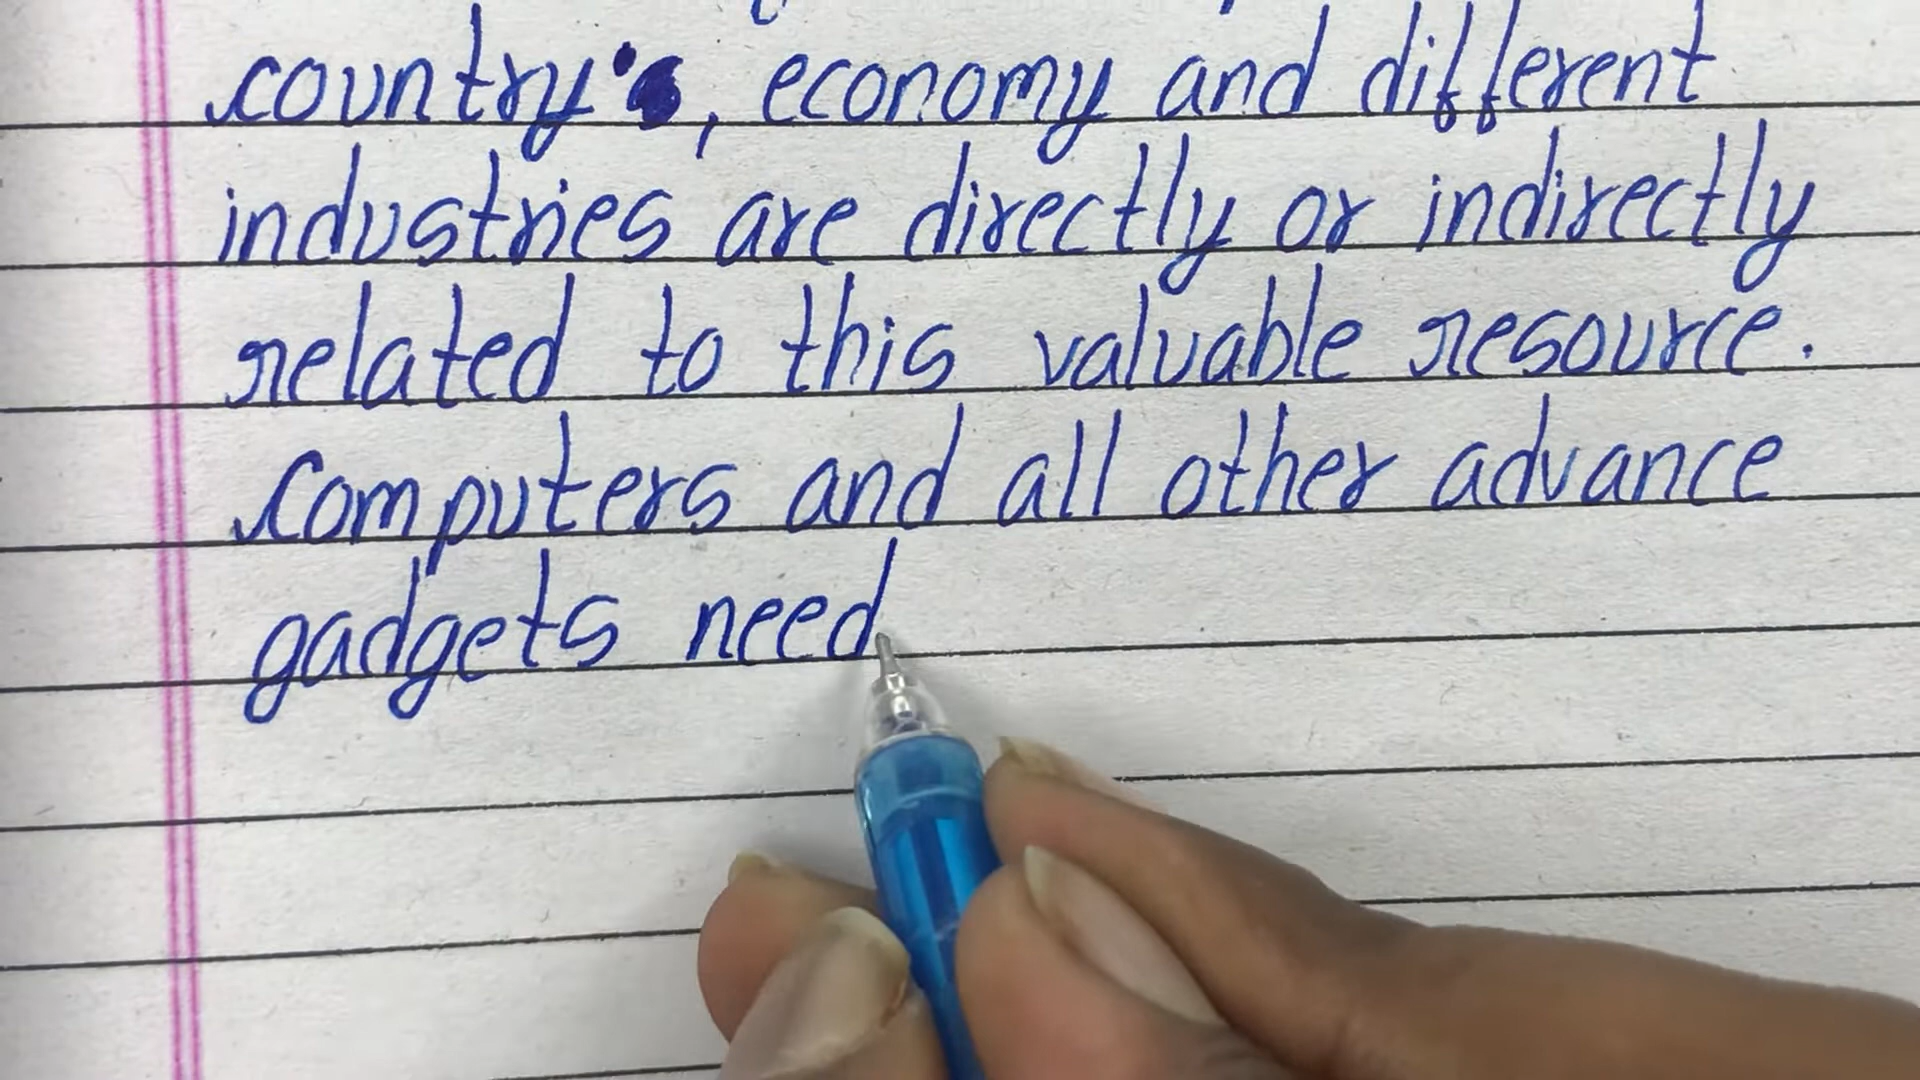 country's, economy and different
industries are directly or indirectly
related to this valuable resource.
Computers and all other advance
gadgets need